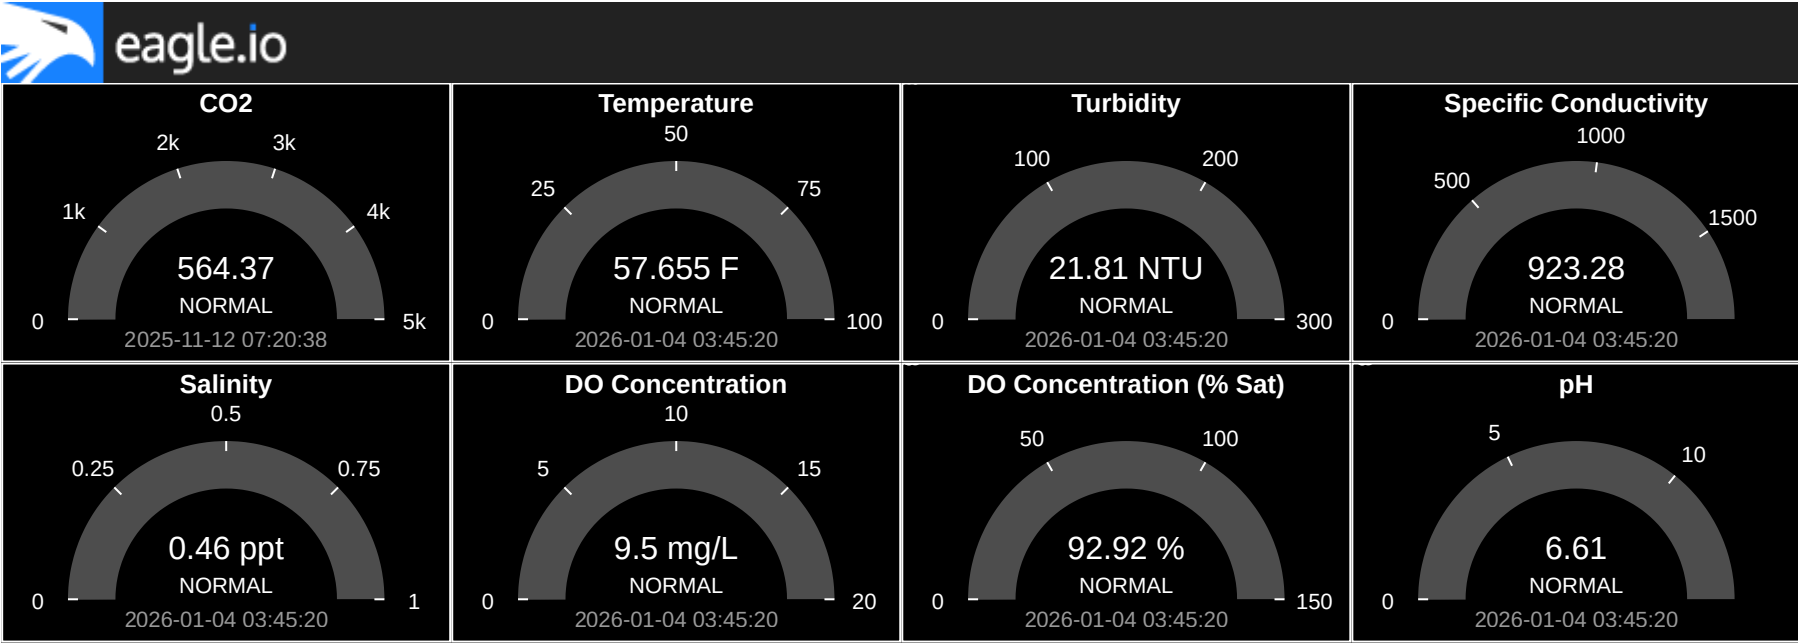 eagle.io
CO2
2k
3k
1k
4k
564.37
NORMAL
0
5k
2025-11-12 07:20:38
Temperature
50
25
75
57.655 F
NORMAL
0
100
2026-01-04 03:45:20
Turbidity
100
200
21.81 NTU
NORMAL
0
300
2026-01-04 03:45:20
Specific Conductivity
1000
500
1500
923.28
NORMAL
0
2026-01-04 03:45:20
Salinity
0.5
0.25
0.75
0.46 ppt
NORMAL
0
1
2026-01-04 03:45:20
DO Concentration
10
5
15
9.5 mg/L
NORMAL
0
20
2026-01-04 03:45:20
DO Concentration (% Sat)
50
100
92.92 %
NORMAL
0
150
2026-01-04 03:45:20
pH
5
10
6.61
NORMAL
0
2026-01-04 03:45:20